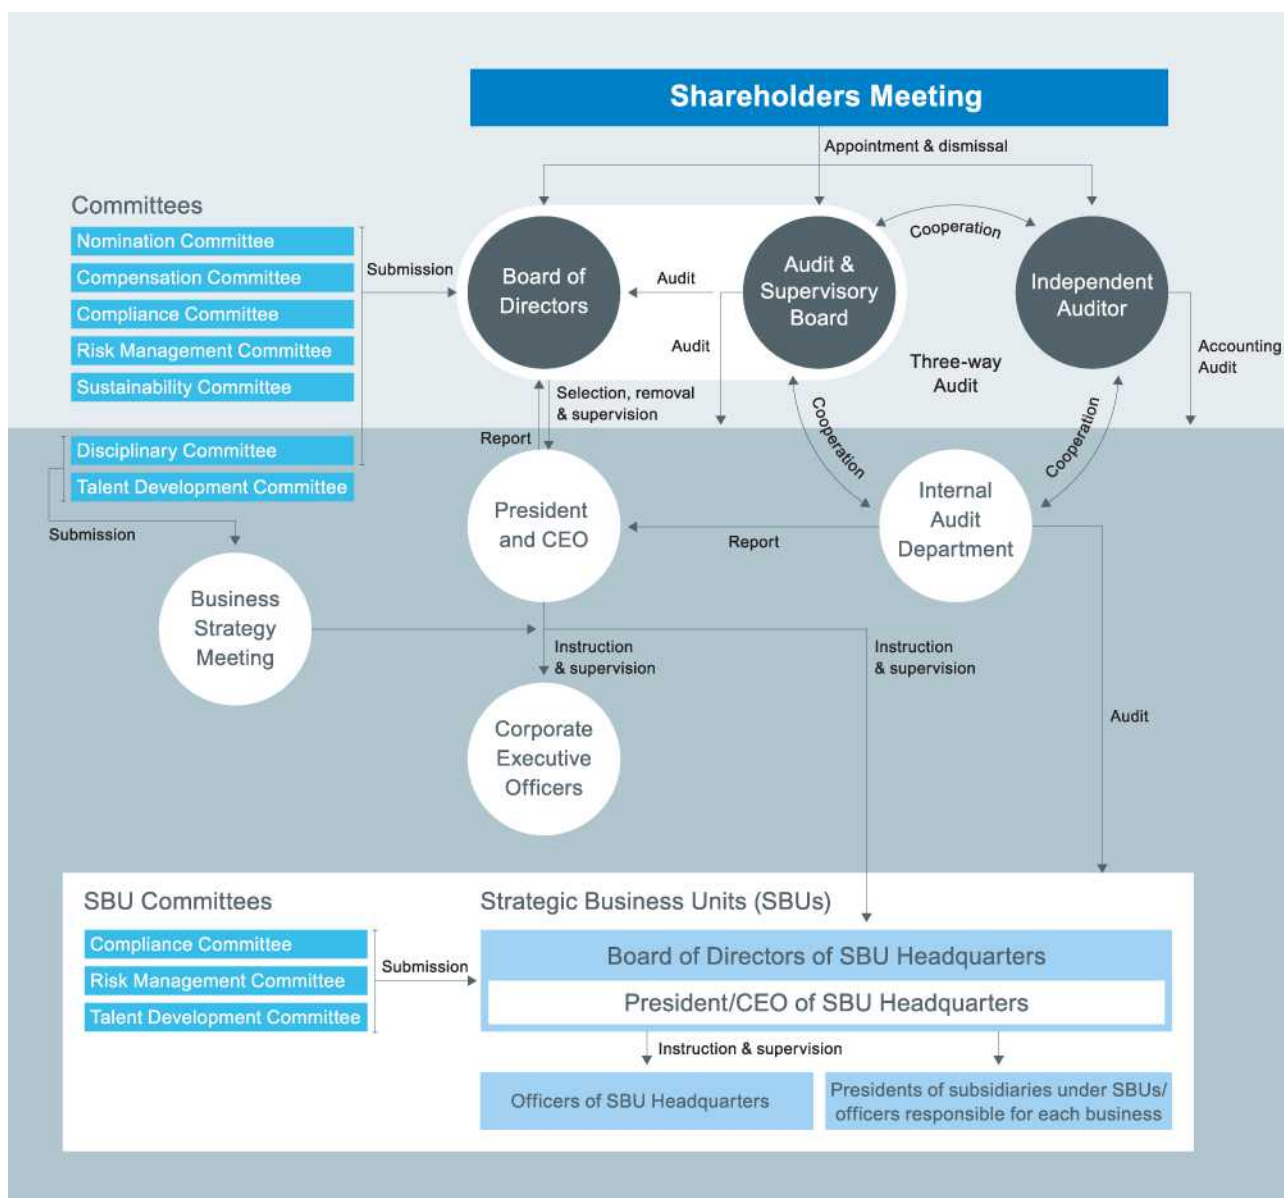 Shareholders Meeting
Appointment & dismissal
Committees
Nomination Committee
Compensation Committee
Compliance Committee
Risk Management Committee
Sustainability Committee
Disciplinary Committee
Talent Development Committee
Submission
Submission
Board of
Directors
Audit
Audit
Audit &
Supervisory
Board
Cooperation
Independent
Auditor
Three-way
Audit
Accounting
Audit
Selection, removal
& supervision
Report
Cooperation
Cooperation
President
and CEO
Report
Internal
Audit
Department
Business
Strategy
Meeting
Instruction
& supervision
Instruction
& supervision
Audit
Corporate
Executive
Officers
SBU Committees
Compliance Committee
Risk Management Committee
Talent Development Committee
Submission
Strategic Business Units (SBUs)
Board of Directors of SBU Headquarters
President/CEO of SBU Headquarters
Instruction & supervision
Officers of SBU Headquarters
Presidents of subsidiaries under SBUs/
officers responsible for each business